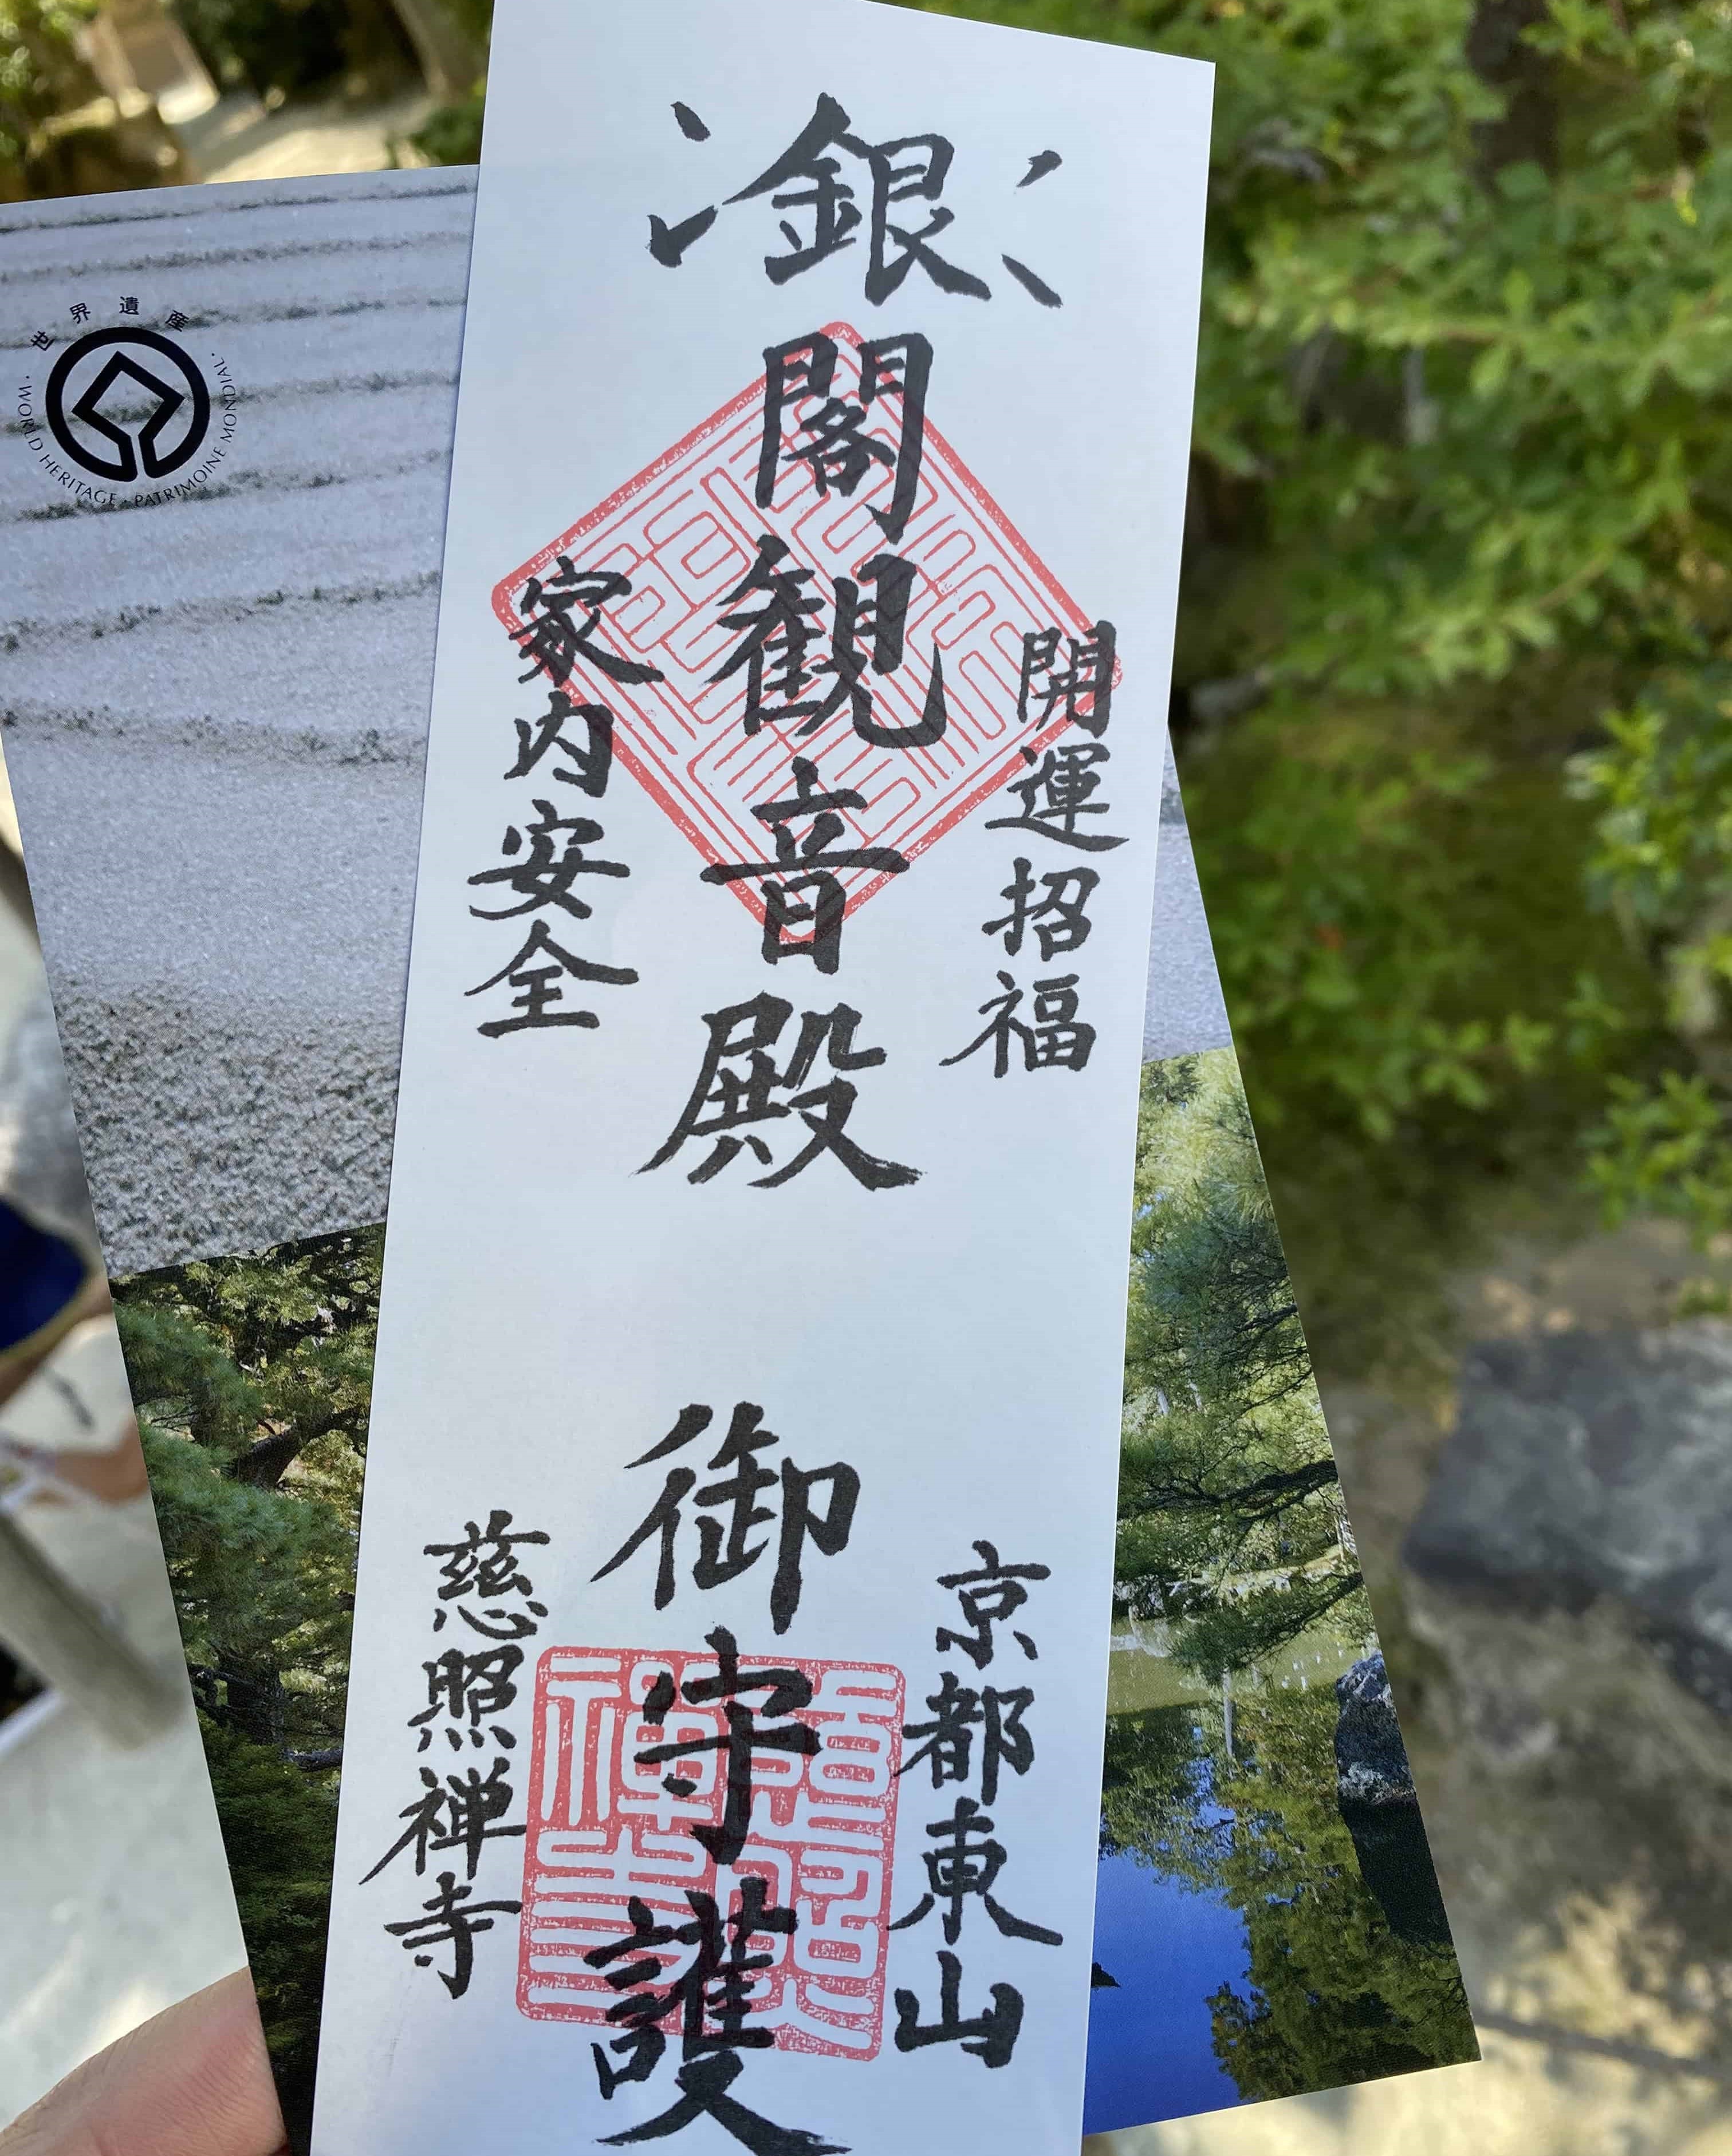 銀閣観音殿 御守護
開運招福
家内安全
京都東山
慈照禅寺
世界遺産
· WORLD HERITAGE · PATRIMOINE MONDIAL ·